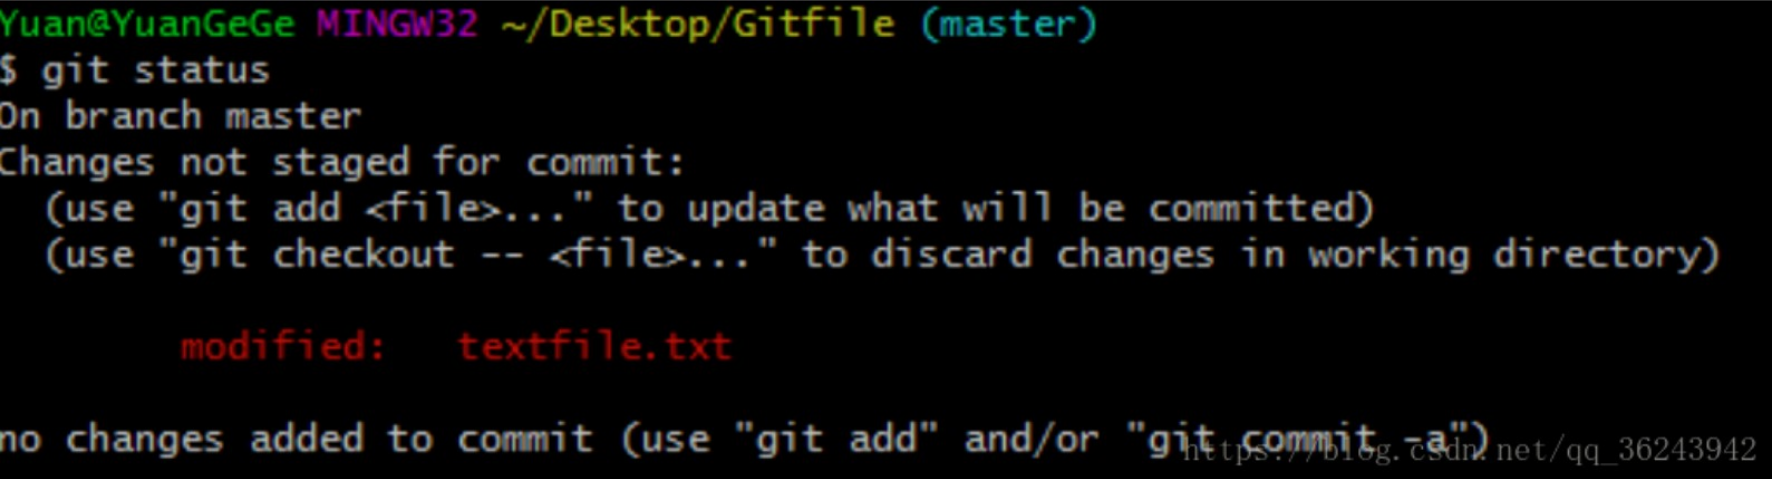 Yuan@YuanGeGe MINGW32 ~/Desktop/Gitfile (master)
$ git status
On branch master
Changes not staged for commit:
  (use "git add <file>..." to update what will be committed)
  (use "git checkout -- <file>..." to discard changes in working directory)
modified:   textfile.txt
no changes added to commit (use "git add" and/or "git commit -a")
https://blog.csdn.net/qq_36243942